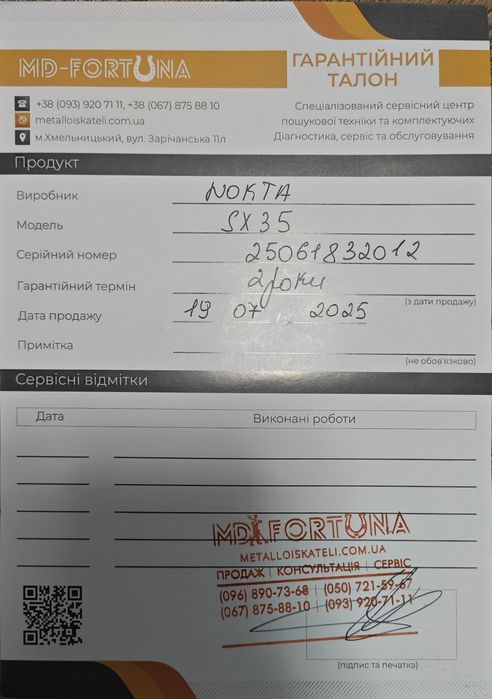 MD-FORTUNA
ГАРАНТІЙНИЙ
ТАЛОН
+38 (093) 920 71 11, +38 (067) 875 88 10
metalloiskateli.com.ua
м.Хмельницький, вул. Зарічанська 11л
Спеціалізований сервісний центр
пошукової техніки та комплектуючих
Діагностика, сервіс та обслуговування
Продукт
Виробник NOKTA
Модель SX35
Серійний номер 25061832012
Гарантійний термін 2 роки
(з дати продажу)
Дата продажу 19 07 2025
Примітка
(не обов'язково)
Сервісні відмітки
Дата Виконані роботи
MD FORTUNA
METALLOISKATELI.COM.UA
ПРОДАЖ | КОНСУЛЬТАЦІЯ | СЕРВІС
(096) 890-73-68 | (050) 721-59-67
(067) 875-88-10 | (093) 920-71-11
(підпис та печатка)